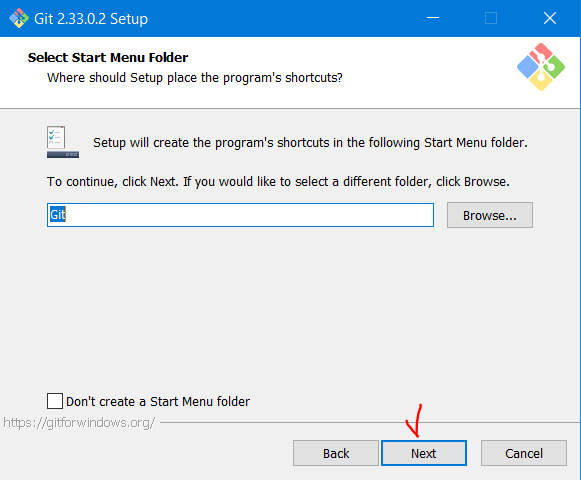 Git 2.33.0.2 Setup
Select Start Menu Folder
Where should Setup place the program's shortcuts?
Setup will create the program's shortcuts in the following Start Menu folder.
To continue, click Next. If you would like to select a different folder, click Browse.
Git
Browse...
Don't create a Start Menu folder
https://gitforwindows.org/
Back
Next
Cancel